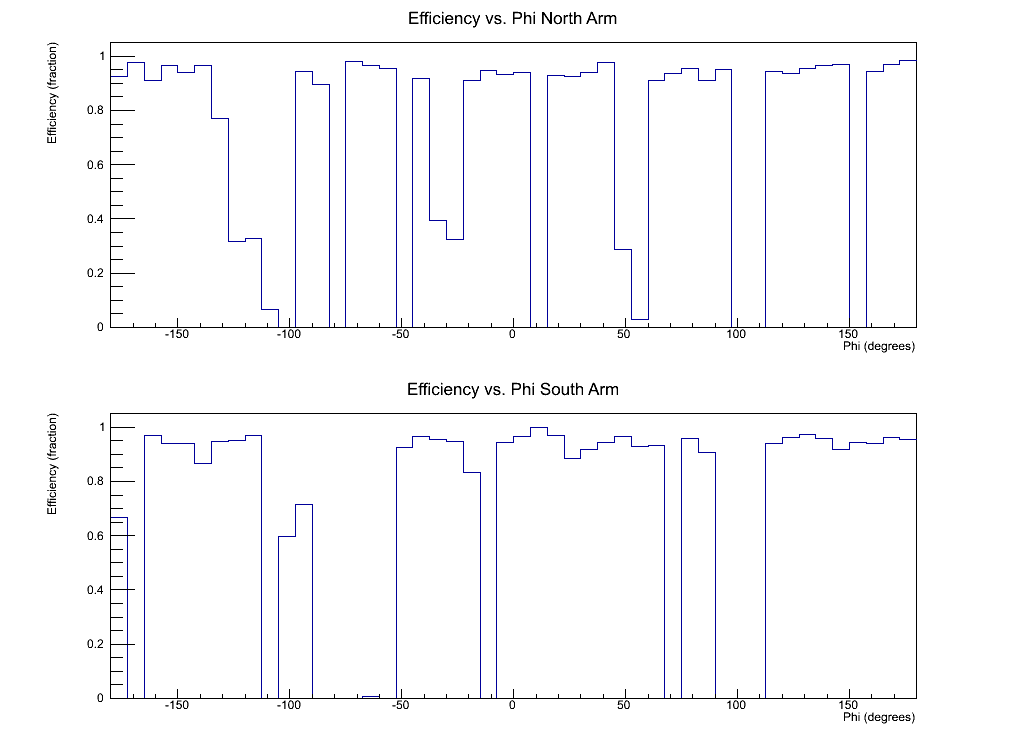 Efficiency vs. Phi North Arm
Efficiency (fraction)
1
0.8
0.6
0.4
0.2
0
-150 -100 -50 0 50 100 150
Phi (degrees)
Efficiency vs. Phi South Arm
Efficiency (fraction)
1
0.8
0.6
0.4
0.2
0
-150 -100 -50 0 50 100 150
Phi (degrees)